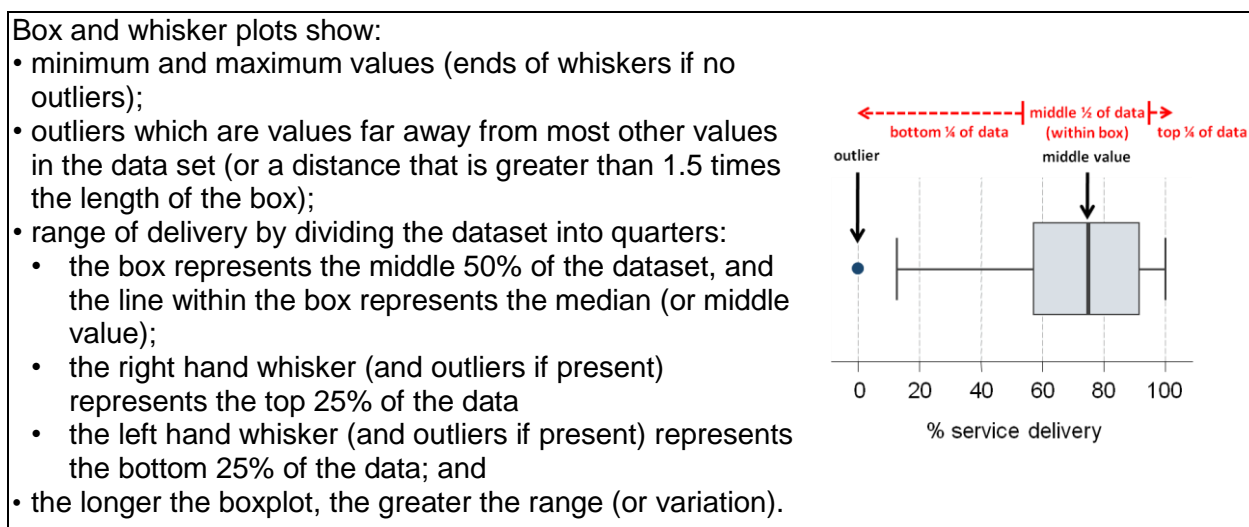 Box and whisker plots show:
• minimum and maximum values (ends of whiskers if no
outliers);
• outliers which are values far away from most other values
in the data set (or a distance that is greater than 1.5 times
the length of the box);
• range of delivery by dividing the dataset into quarters:
• the box represents the middle 50% of the dataset, and
the line within the box represents the median (or middle
value);
• the right hand whisker (and outliers if present)
represents the top 25% of the data
• the left hand whisker (and outliers if present) represents
the bottom 25% of the data; and
• the longer the boxplot, the greater the range (or variation).
middle ½ of data
bottom ¼ of data (within box) top ¼ of data
outlier middle value
0 20 40 60 80 100
% service delivery